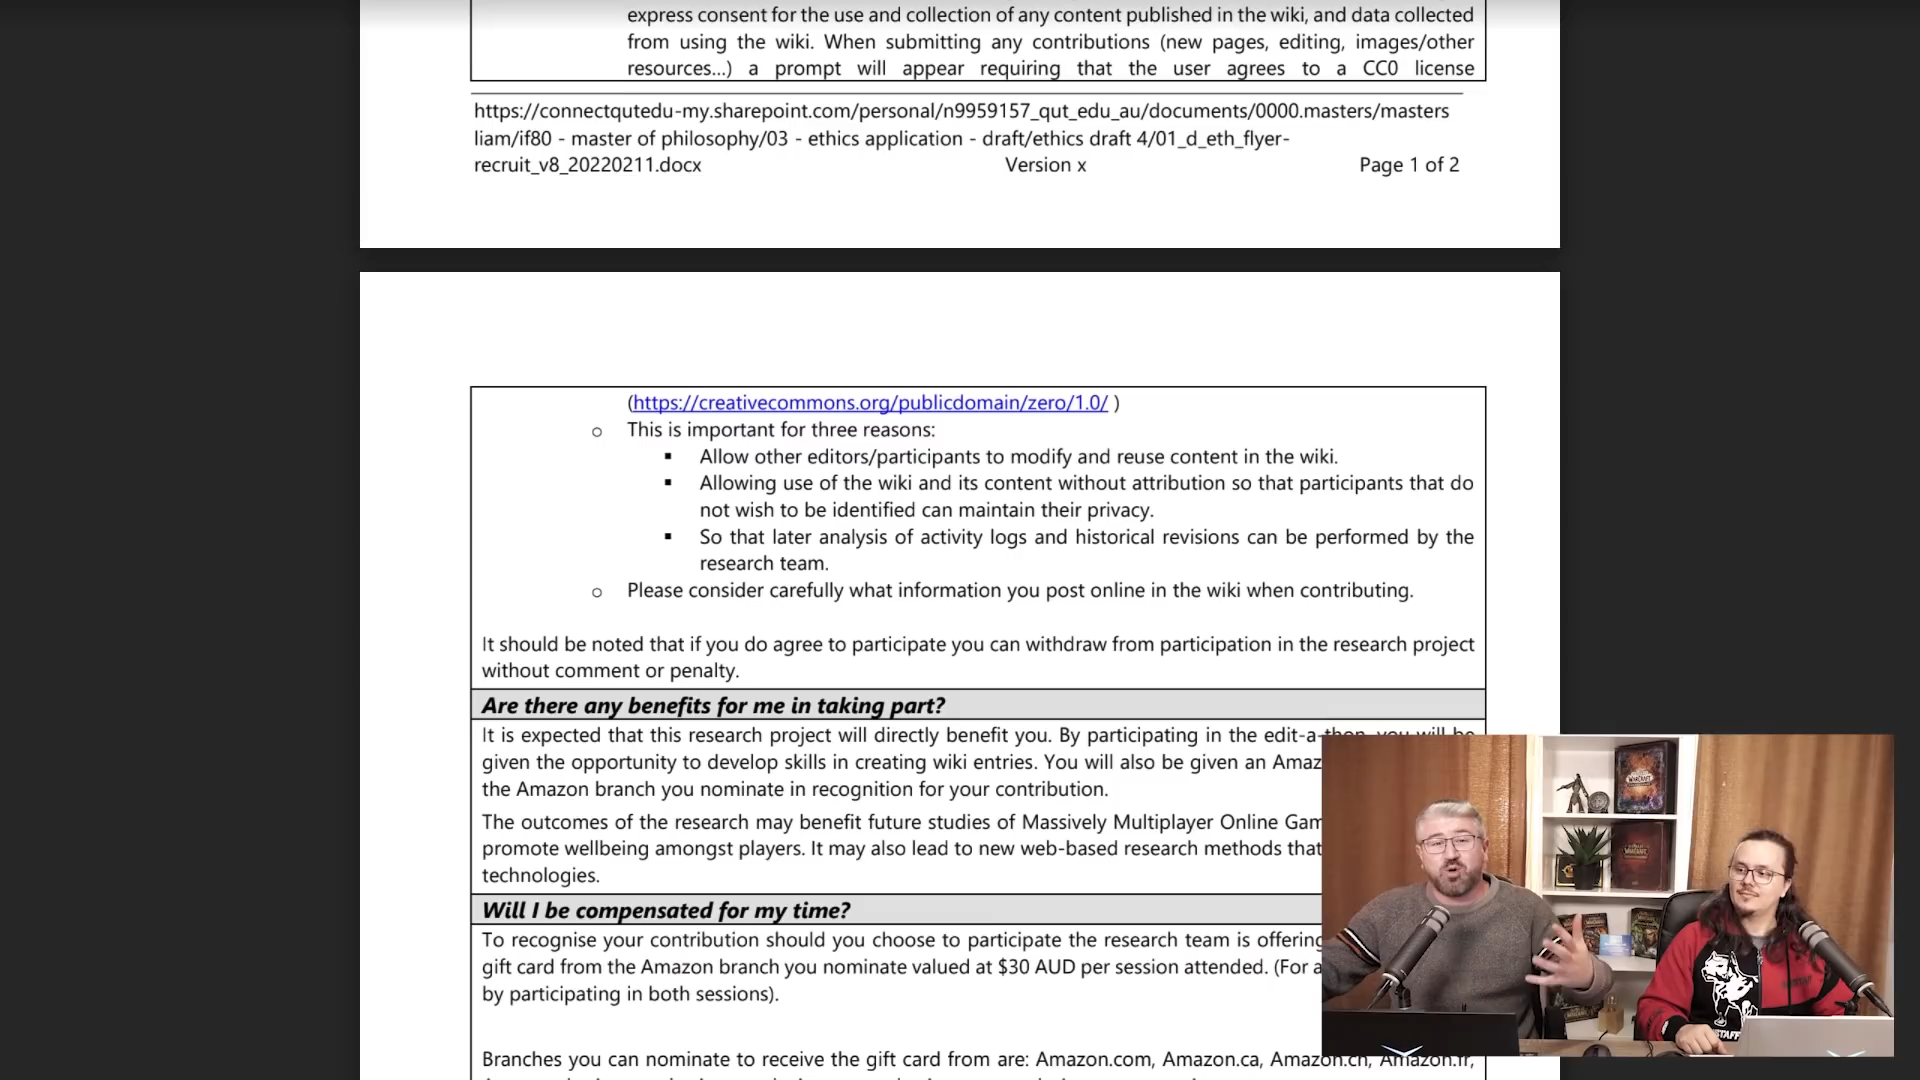 express consent for the use and collection of any content published in the wiki, and data collected
from using the wiki. When submitting any contributions (new pages, editing, images/other
resources...) a prompt will appear requiring that the user agrees to a CC0 license
https://connectqutedu-my.sharepoint.com/personal/n9959157_qut_edu_au/documents/0000.masters/masters
liam/if80 - master of philosophy/03 - ethics application - draft/ethics draft 4/01_d_eth_flyer-
recruit_v8_20220211.docx Version x Page 1 of 2
(https://creativecommons.org/publicdomain/zero/1.0/ )
o This is important for three reasons:
▪ Allow other editors/participants to modify and reuse content in the wiki.
▪ Allowing use of the wiki and its content without attribution so that participants that do
not wish to be identified can maintain their privacy.
▪ So that later analysis of activity logs and historical revisions can be performed by the
research team.
o Please consider carefully what information you post online in the wiki when contributing.
It should be noted that if you do agree to participate you can withdraw from participation in the research project
without comment or penalty.
Are there any benefits for me in taking part?
It is expected that this research project will directly benefit you. By participating in the edit-a-thon, you will be
given the opportunity to develop skills in creating wiki entries. You will also be given an Amaz
the Amazon branch you nominate in recognition for your contribution.
The outcomes of the research may benefit future studies of Massively Multiplayer Online Gam
promote wellbeing amongst players. It may also lead to new web-based research methods that
technologies.
Will I be compensated for my time?
To recognise your contribution should you choose to participate the research team is offering
gift card from the Amazon branch you nominate valued at $30 AUD per session attended. (For a
by participating in both sessions).
Branches you can nominate to receive the gift card from are: Amazon.com, Amazon.ca, Amazon.cn, Amazon.fr,
WARCRAFT
STAFF